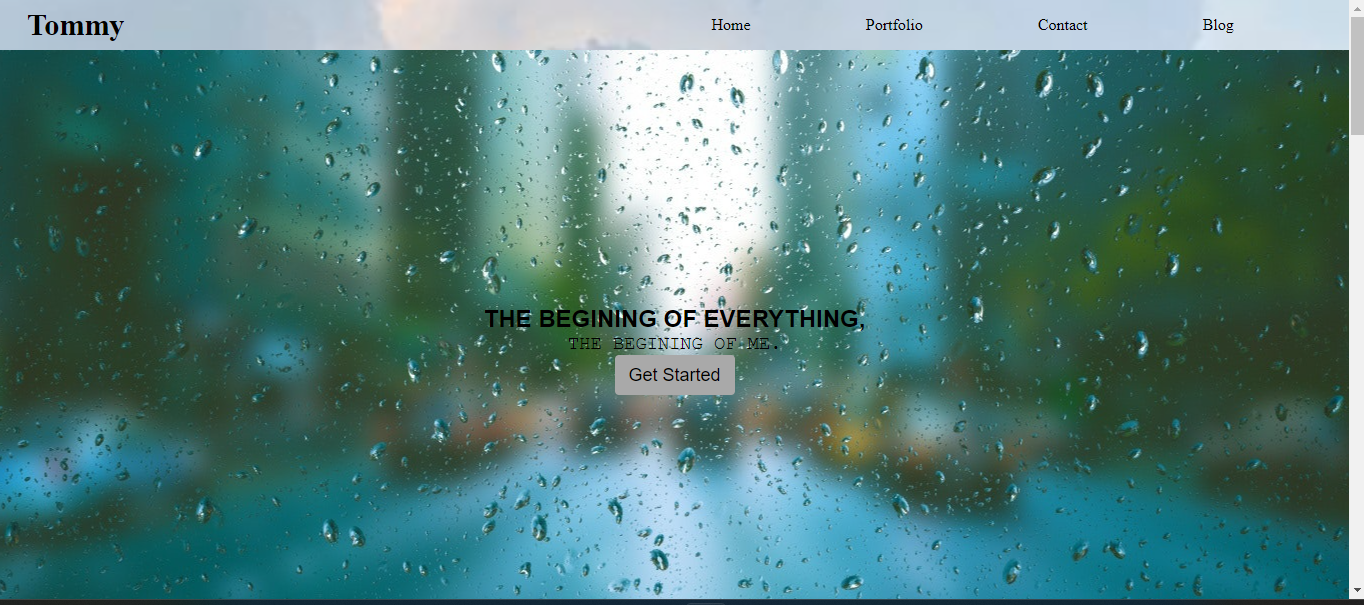 Tommy
Home Portfolio Contact Blog
THE BEGINING OF EVERYTHING,
THE BEGINING OF ME.
Get Started